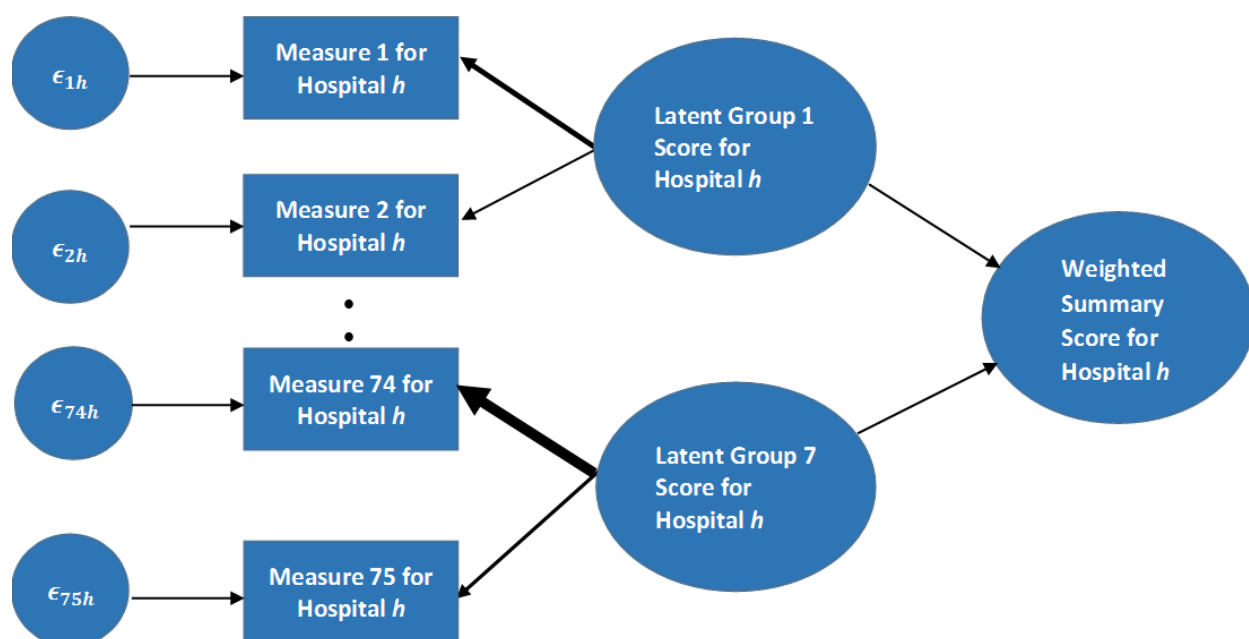 ϵ1h
Measure 1 for
Hospital h
Latent Group 1
Score for
Hospital h
ϵ2h
Measure 2 for
Hospital h
Weighted
Summary
Score for
Hospital h
ϵ74h
Measure 74 for
Hospital h
Latent Group 7
Score for
Hospital h
ϵ75h
Measure 75 for
Hospital h